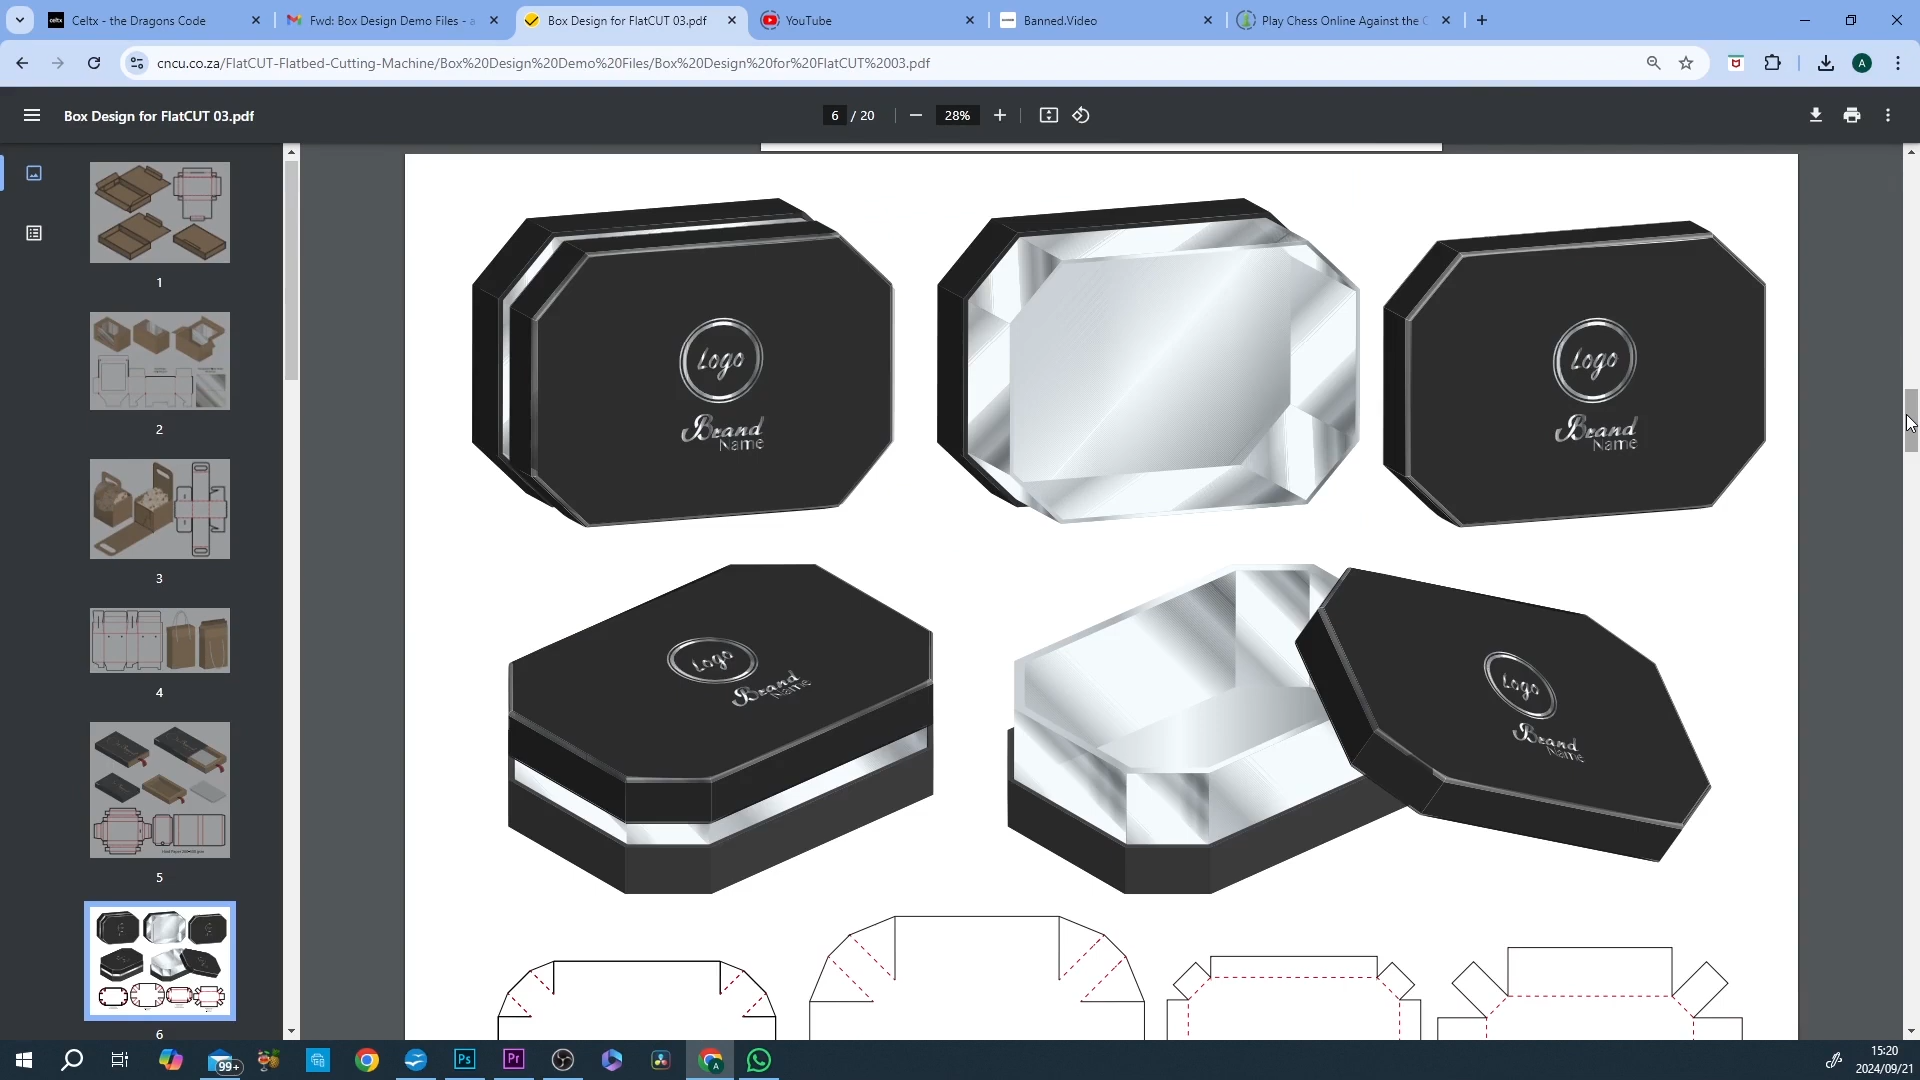 Celtx - the Dragons Code
Fwd: Box Design Demo Files - a
Box Design for FlatCUT 03.pdf
YouTube
Banned.Video
Play Chess Online Against the C
cncu.co.za/FlatCUT-Flatbed-Cutting-Machine/Box%20Design%20Demo%20Files/Box%20Design%20for%20FlatCUT%2003.pdf
A
Box Design for FlatCUT 03.pdf
6 / 20
28%
1
2
3
4
5
6
Logo
Brand
Name
Logo
Brand
Name
Logo
Brand
Name
Logo
Brand
Name
99+
Ps
Pr
15:20
2024/09/21